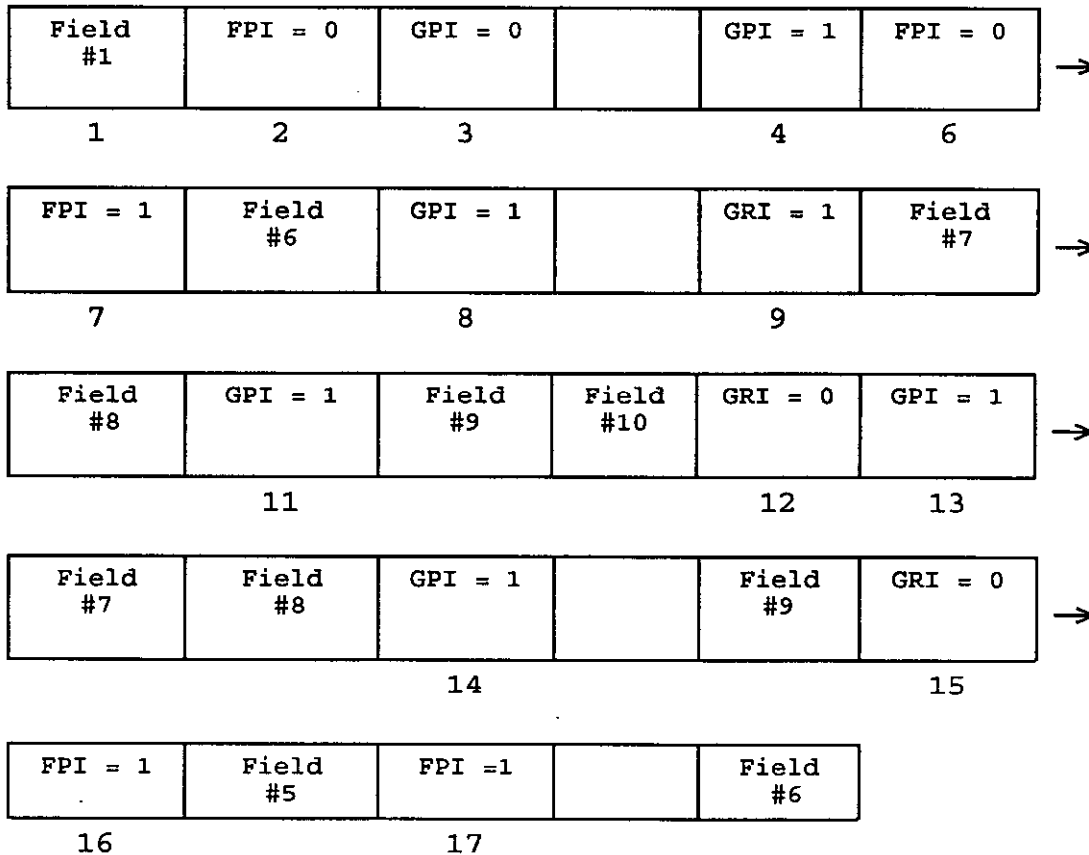 Field FPI = 0 GPI = 0 GPI = 1 FPI = 0
#1
→
1 2 3 4 6
FPI = 1 Field GPI = 1 GRI = 1 Field
#6 #7
→
7 8 9
Field GPI = 1 Field Field GRI = 0 GPI = 1
#8 #9 #10
→
11 12 13
Field Field GPI = 1 Field GRI = 0
#7 #8 #9
→
14 15
FPI = 1 Field FPI =1 Field
#5 #6
16 17